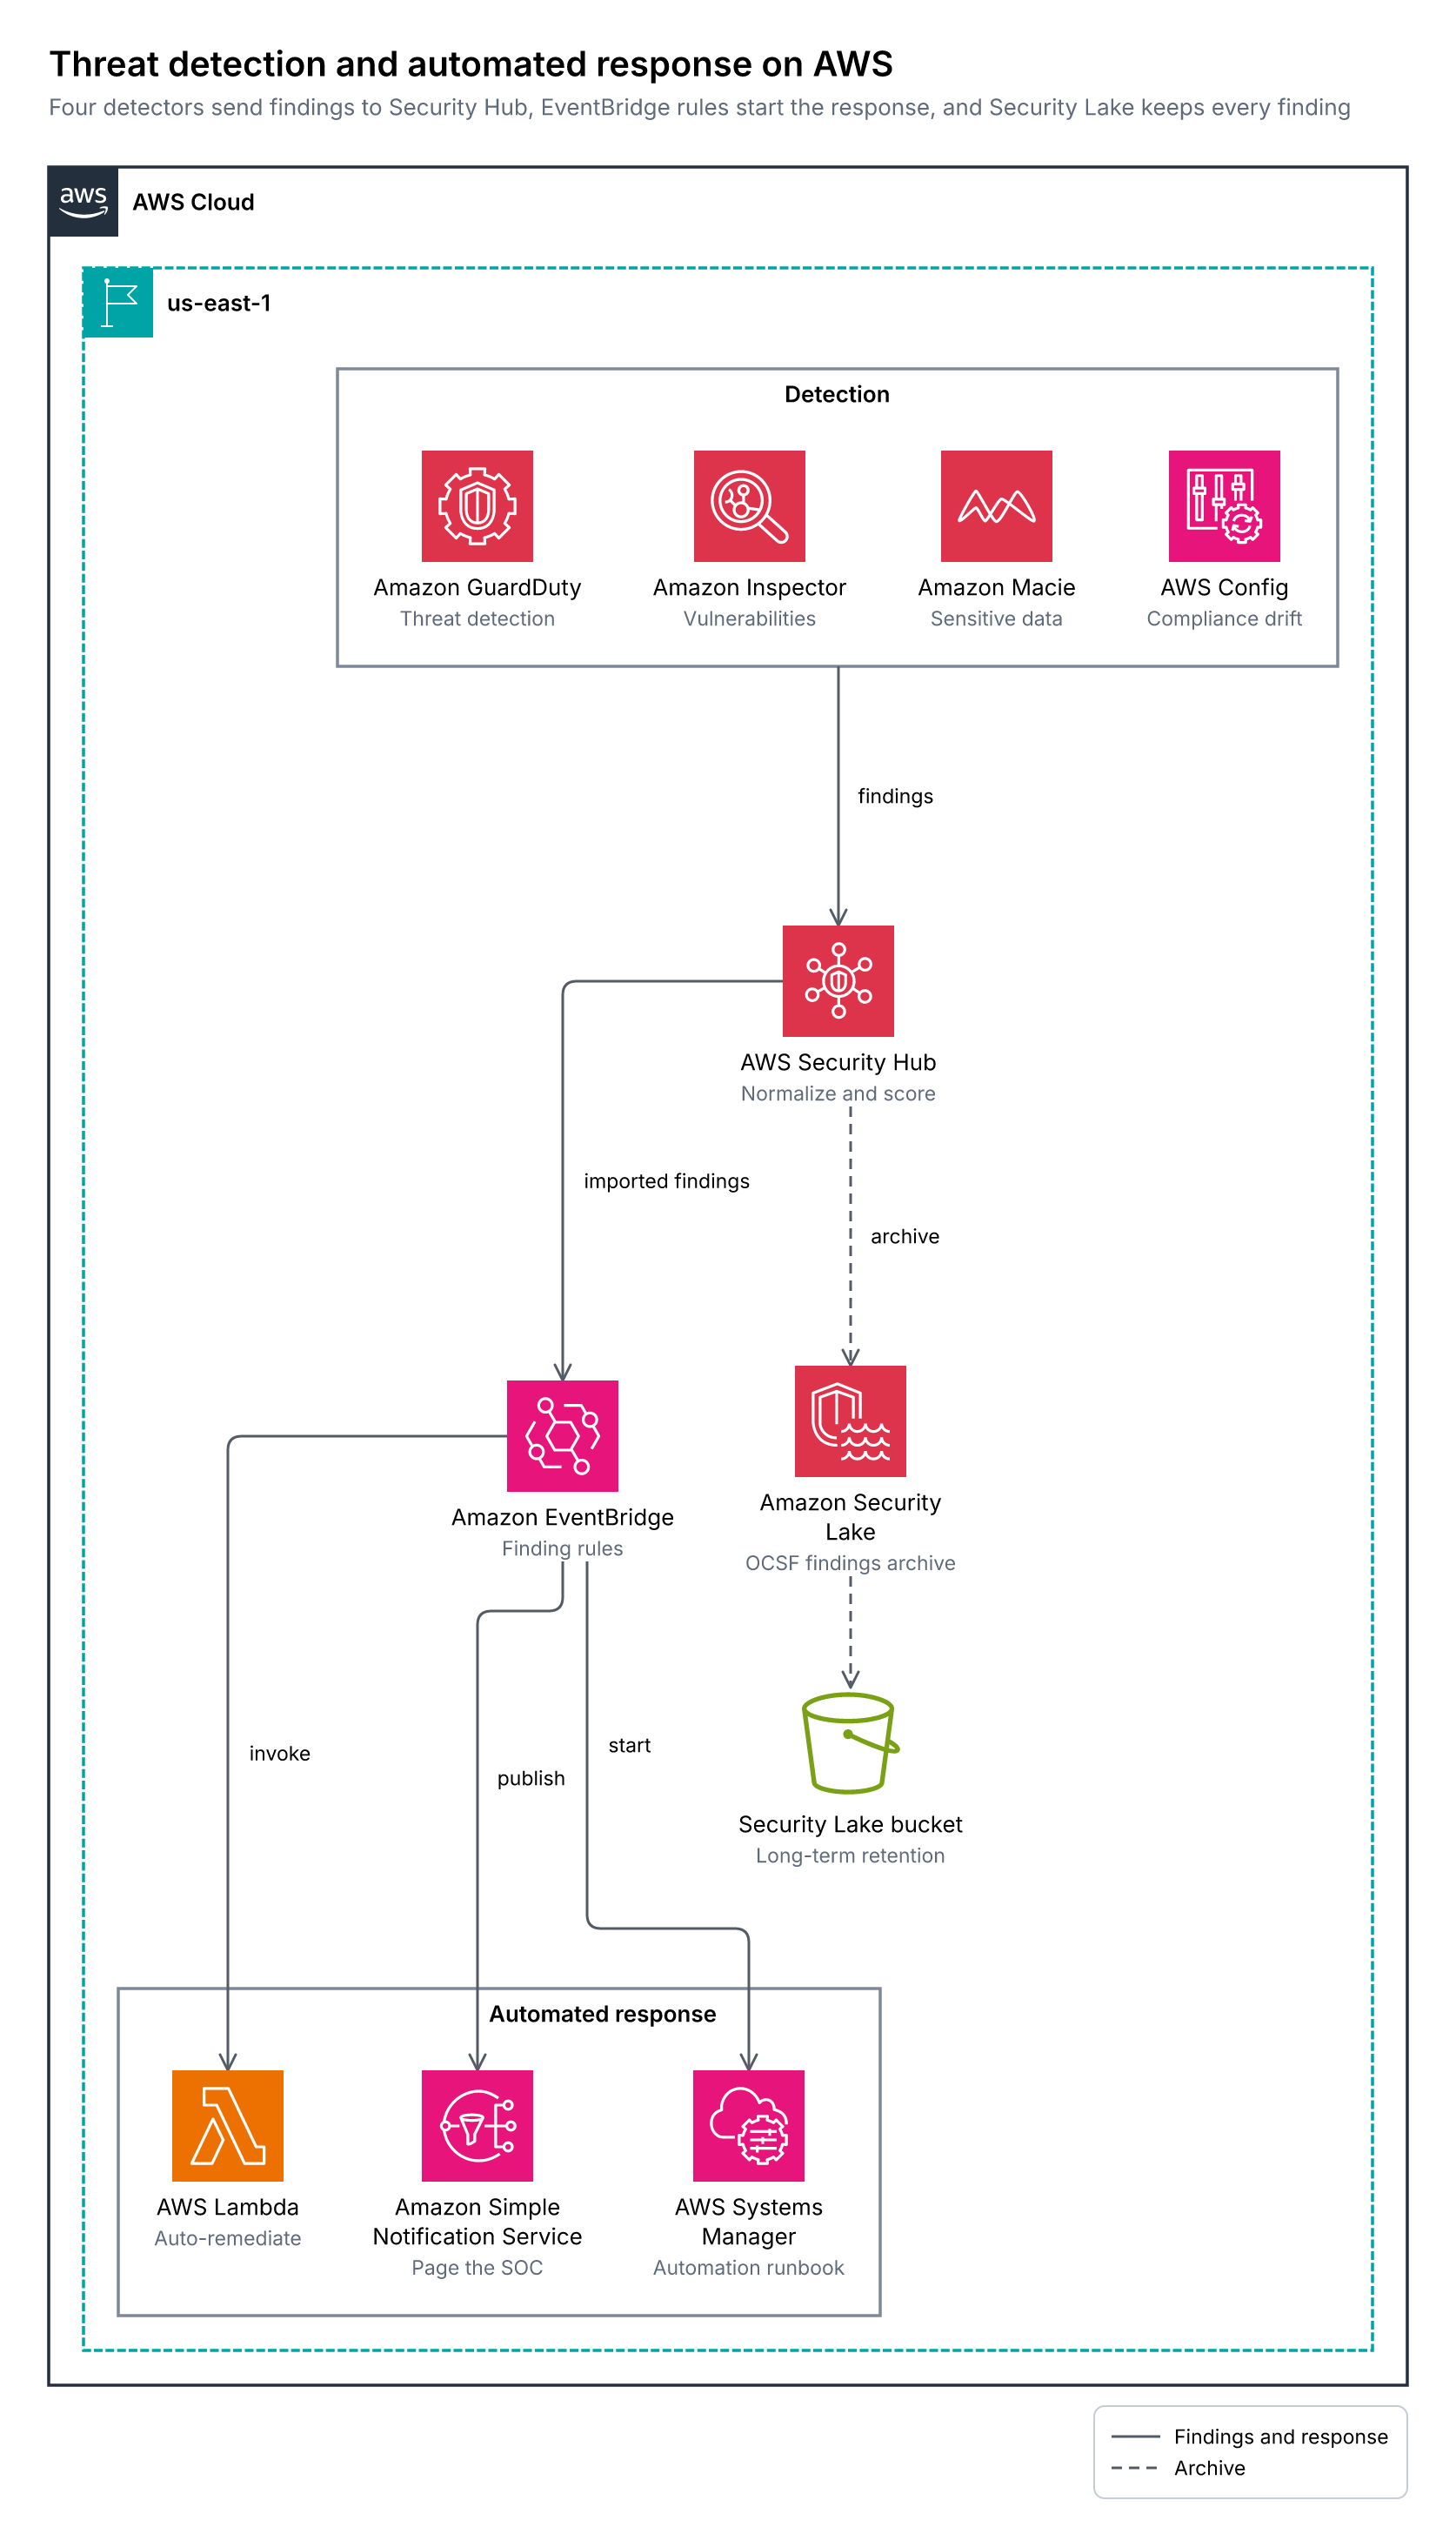 Threat detection and automated response on AWS
Four detectors send findings to Security Hub, EventBridge rules start the response, and Security Lake keeps every finding
aws
AWS Cloud
us-east-1
Detection
Amazon GuardDuty
Threat detection
Amazon Inspector
Vulnerabilities
Amazon Macie
Sensitive data
AWS Config
Compliance drift
findings
AWS Security Hub
Normalize and score
imported findings
archive
Amazon EventBridge
Finding rules
Amazon Security
Lake
OCSF findings archive
invoke
publish
start
Security Lake bucket
Long-term retention
Automated response
AWS Lambda
Auto-remediate
Amazon Simple
Notification Service
Page the SOC
AWS Systems
Manager
Automation runbook
Findings and response
Archive